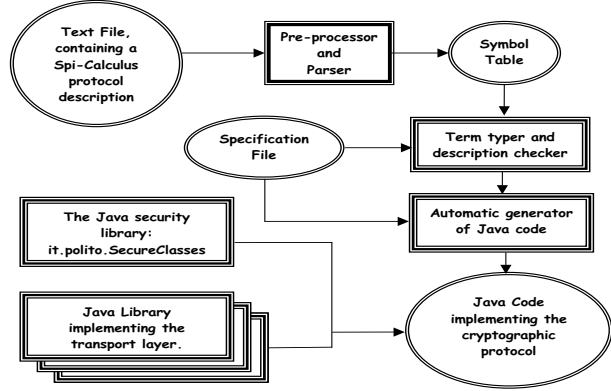 Text File,
containing a
Spi-Calculus
protocol
description
Pre-processor
and
Parser
Symbol
Table
Specification
File
Term typer and
description checker
The Java security
library:
it.polito.SecureClasses
Automatic generator
of Java code
Java Library
implementing the
transport layer.
Java Code
implementing the
cryptographic
protocol